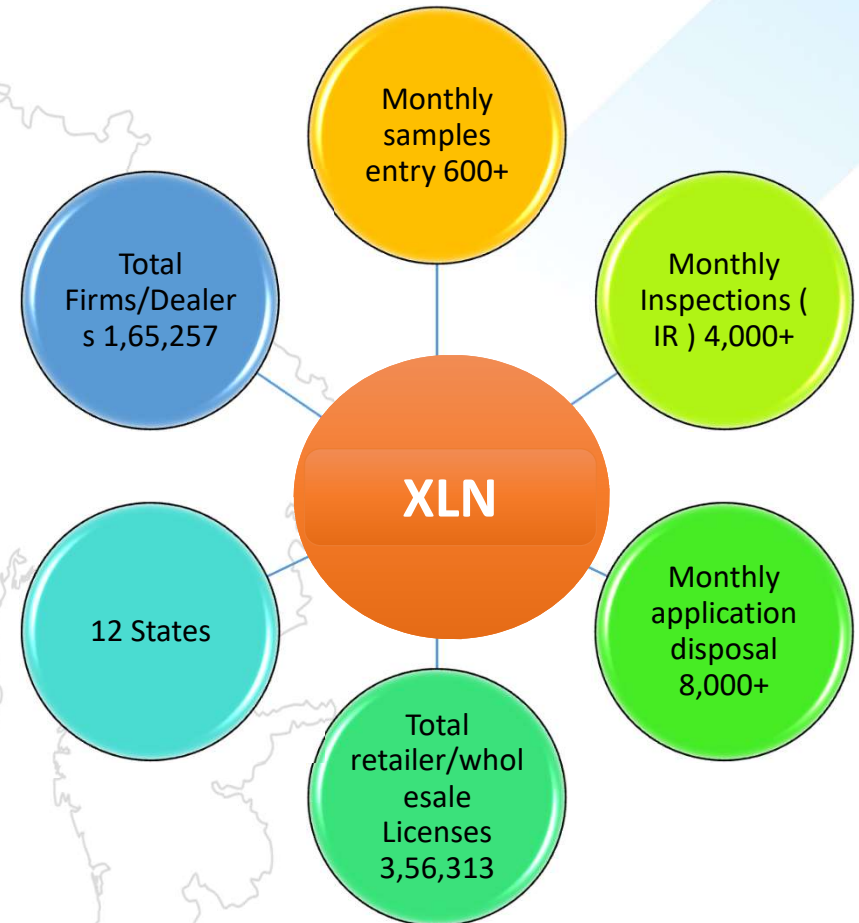 Monthly
samples
entry 600+
Total
Firms/Dealer
s 1,65,257
Monthly
Inspections (
IR ) 4,000+
XLN
12 States
Monthly
application
disposal
8,000+
Total
retailer/whol
esale
Licenses
3,56,313